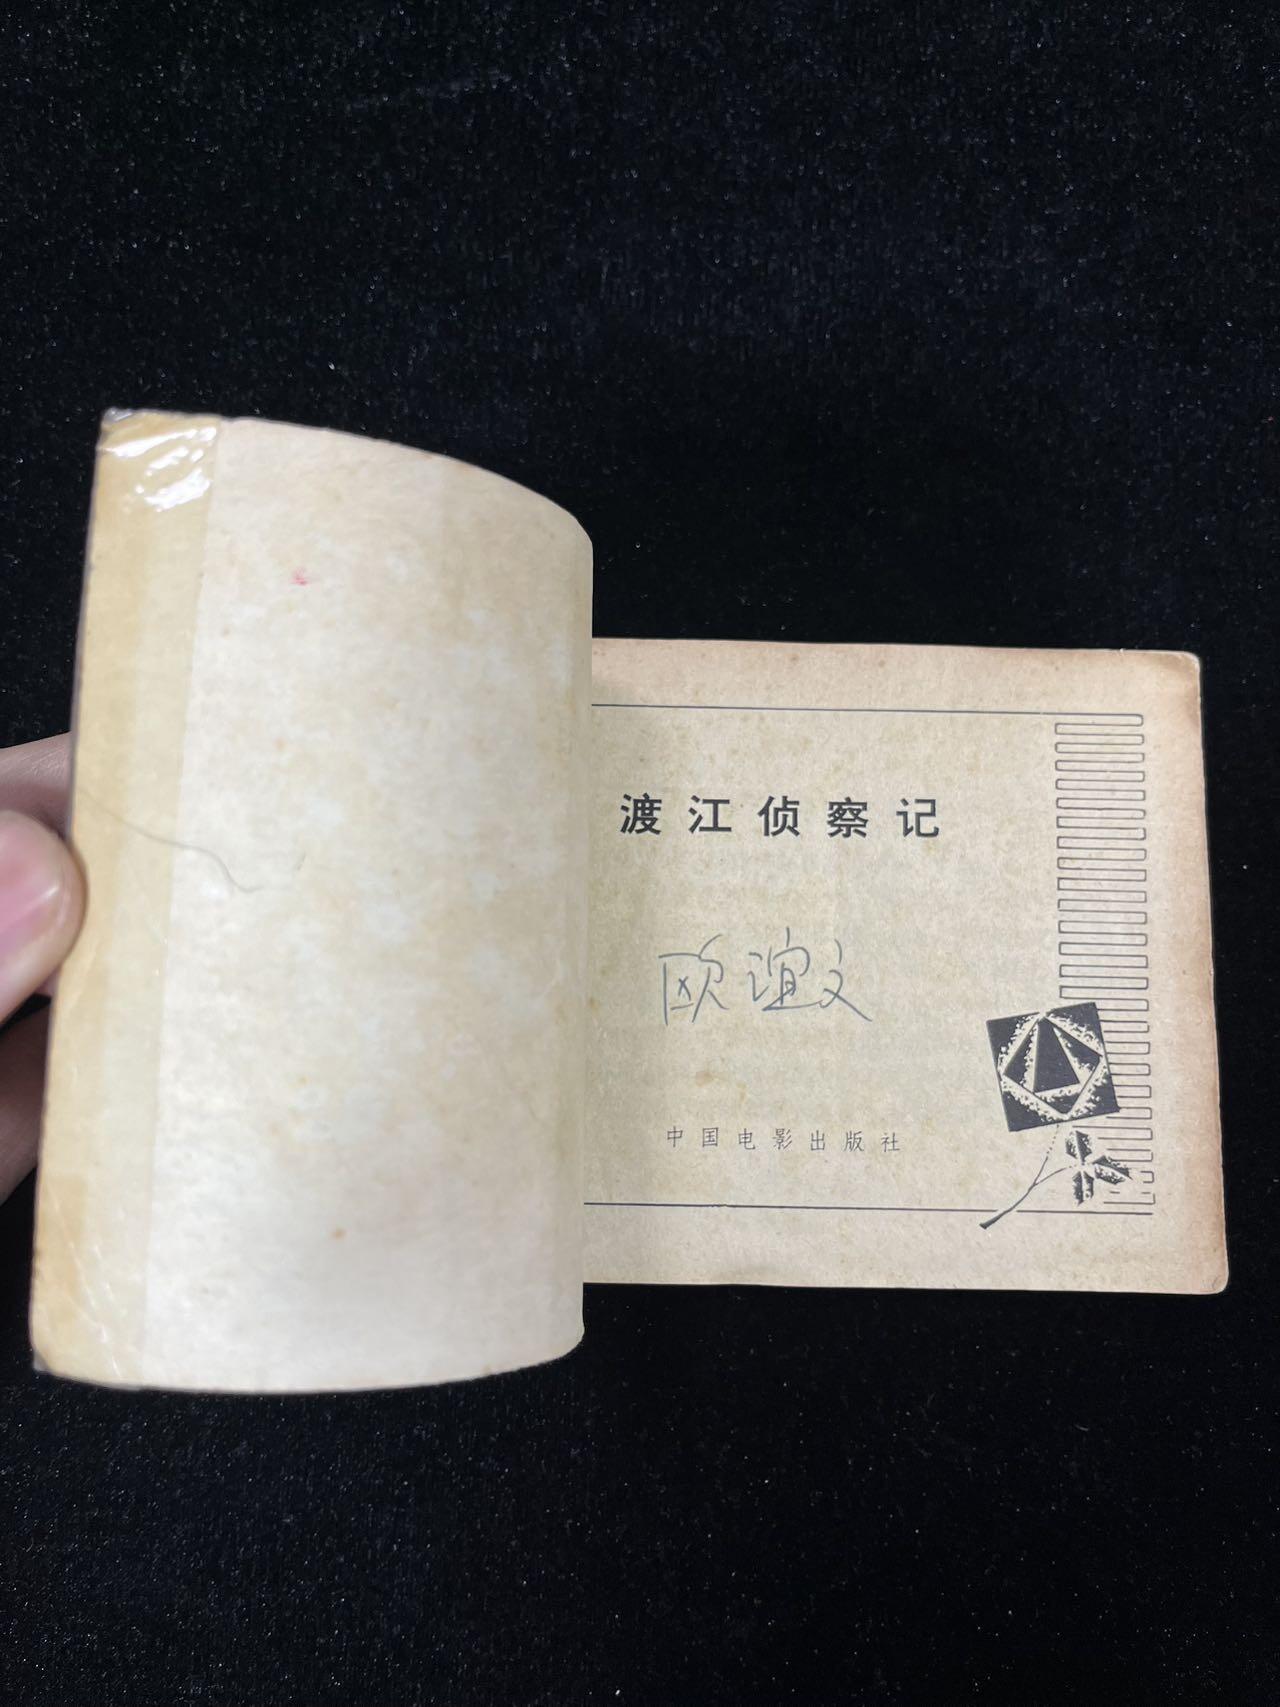 渡江侦察记
欧谊文
中国电影出版社